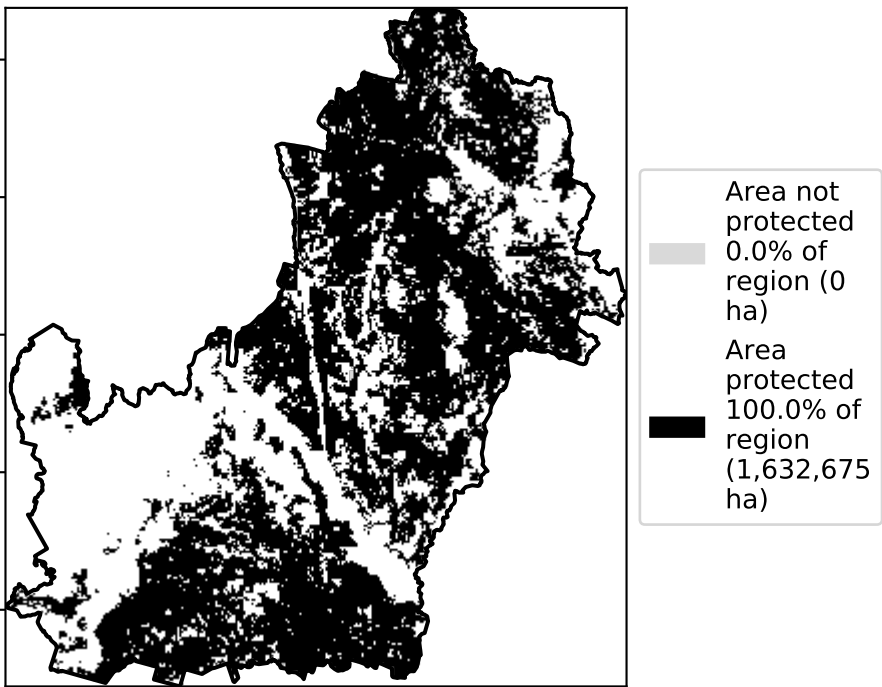 Area not
protected
0.0% of
region (0
ha)
Area
protected
100.0% of
region
(1,632,675
ha)